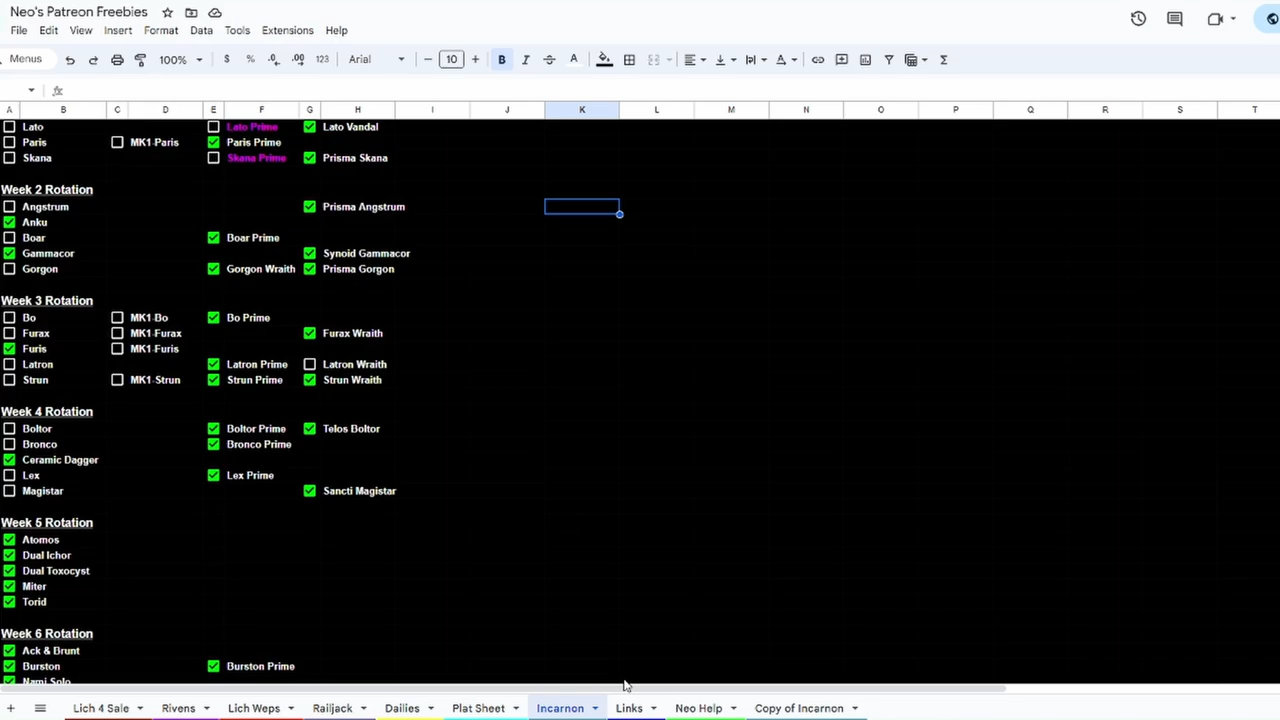 Neo's Patreon Freebies
File Edit View Insert Format Data Tools Extensions Help
Menus 100% $ % .0 .00 123 Arial 10 B I A
fx
A B C D E F G H I J K L M N O P Q R S T
Lato Lato Prime Lato Vandal
Paris MK1-Paris Paris Prime
Skana Skana Prime Prisma Skana
Week 2 Rotation
Angstrum Prisma Angstrum
Anku
Boar Boar Prime
Gammacor Synoid Gammacor
Gorgon Gorgon Wraith Prisma Gorgon
Week 3 Rotation
Bo MK1-Bo Bo Prime
Furax MK1-Furax Furax Wraith
Furis MK1-Furis
Latron Latron Prime Latron Wraith
Strun MK1-Strun Strun Prime Strun Wraith
Week 4 Rotation
Boltor Boltor Prime Telos Boltor
Bronco Bronco Prime
Ceramic Dagger
Lex Lex Prime
Magistar Sancti Magistar
Week 5 Rotation
Atomos
Dual Ichor
Dual Toxocyst
Miter
Torid
Week 6 Rotation
Ack & Brunt
Burston Burston Prime
Nami Solo
Lich 4 Sale Rivens Lich Weps Railjack Dailies Plat Sheet Incarnon Links Neo Help Copy of Incarnon